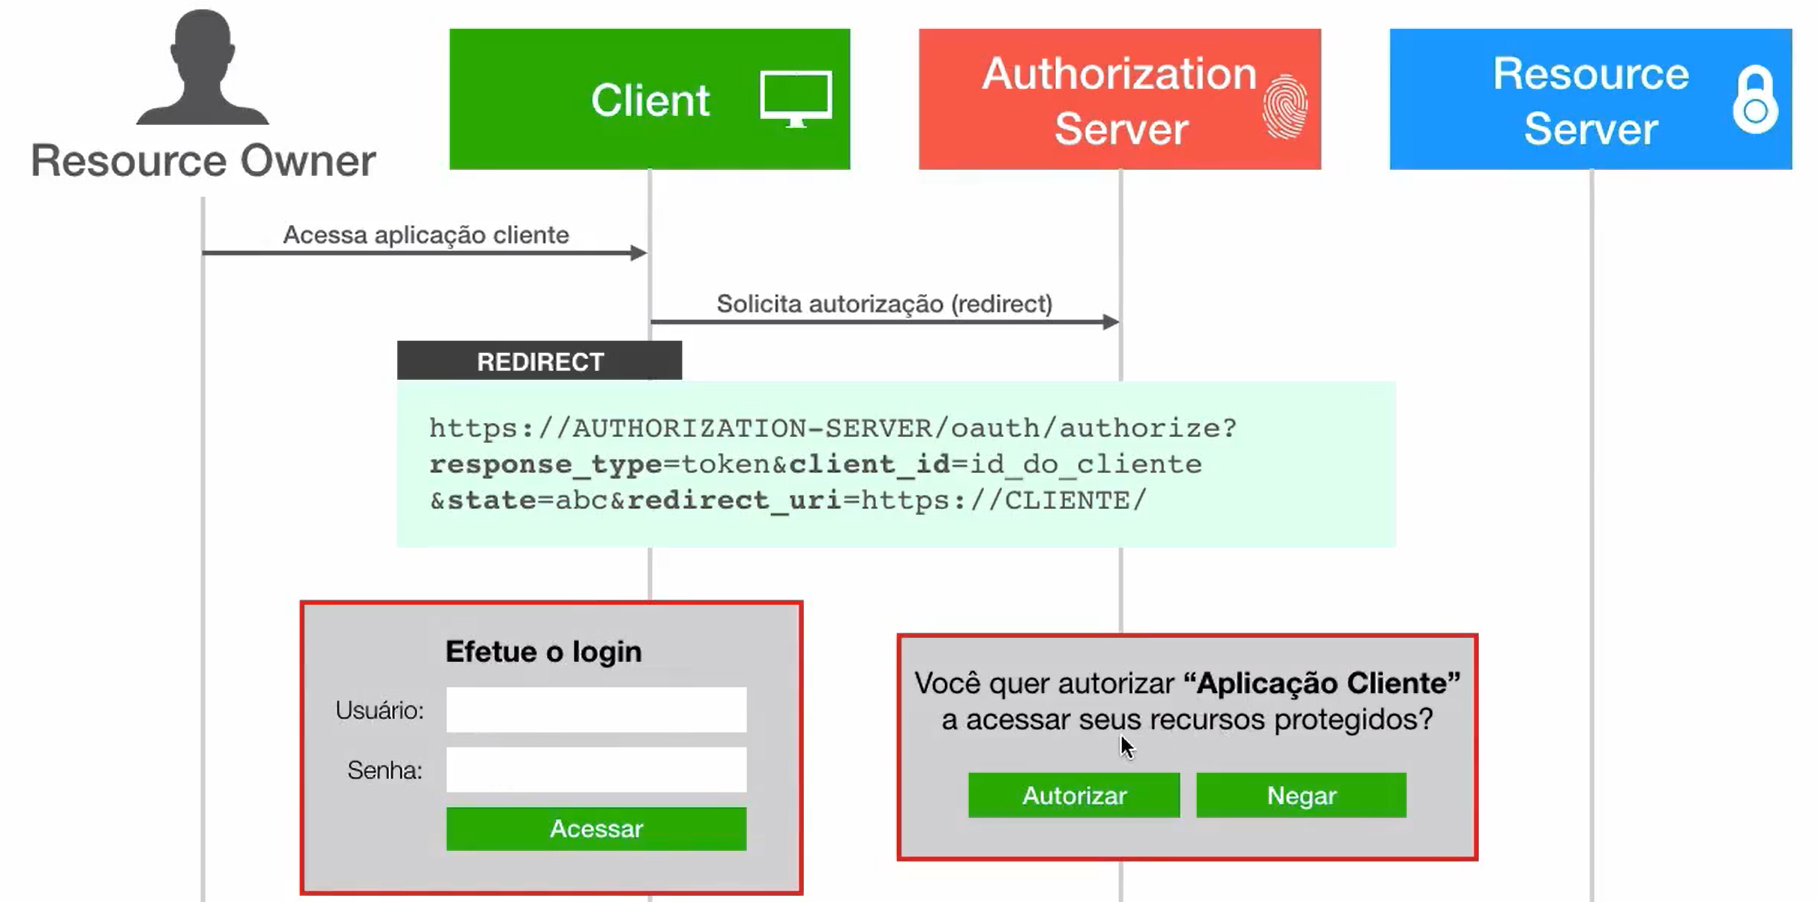 Resource Owner
Client
Authorization
Server
Resource
Server
Acessa aplicação cliente
Solicita autorização (redirect)
REDIRECT
https://AUTHORIZATION-SERVER/oauth/authorize?
response_type=token&client_id=id_do_cliente
&state=abc&redirect_uri=https://CLIENTE/
Efetue o login
Usuário:
Senha:
Acessar
Você quer autorizar “Aplicação Cliente”
a acessar seus recursos protegidos?
Autorizar
Negar